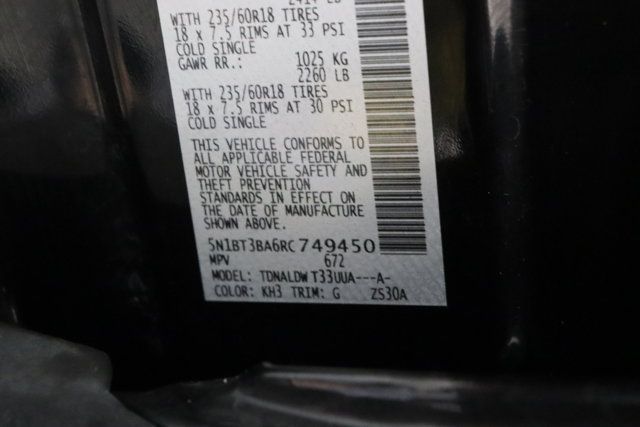 WITH 235/60R18 TIRES
18 x 7.5 RIMS AT 33 PSI
COLD SINGLE
GAWR RR.: 1025 KG
2260 LB
WITH 235/60R18 TIRES
18 x 7.5 RIMS AT 30 PSI
COLD SINGLE
THIS VEHICLE CONFORMS TO
ALL APPLICABLE FEDERAL
MOTOR VEHICLE SAFETY AND
THEFT PREVENTION
STANDARDS IN EFFECT ON
THE DATE OF MANUFACTURE
SHOWN ABOVE.
5N1BT3BA6RC749450
MPV 672
MODEL: TDNALDW T33UUA---A-
COLOR: KH3 TRIM: G ZS30A